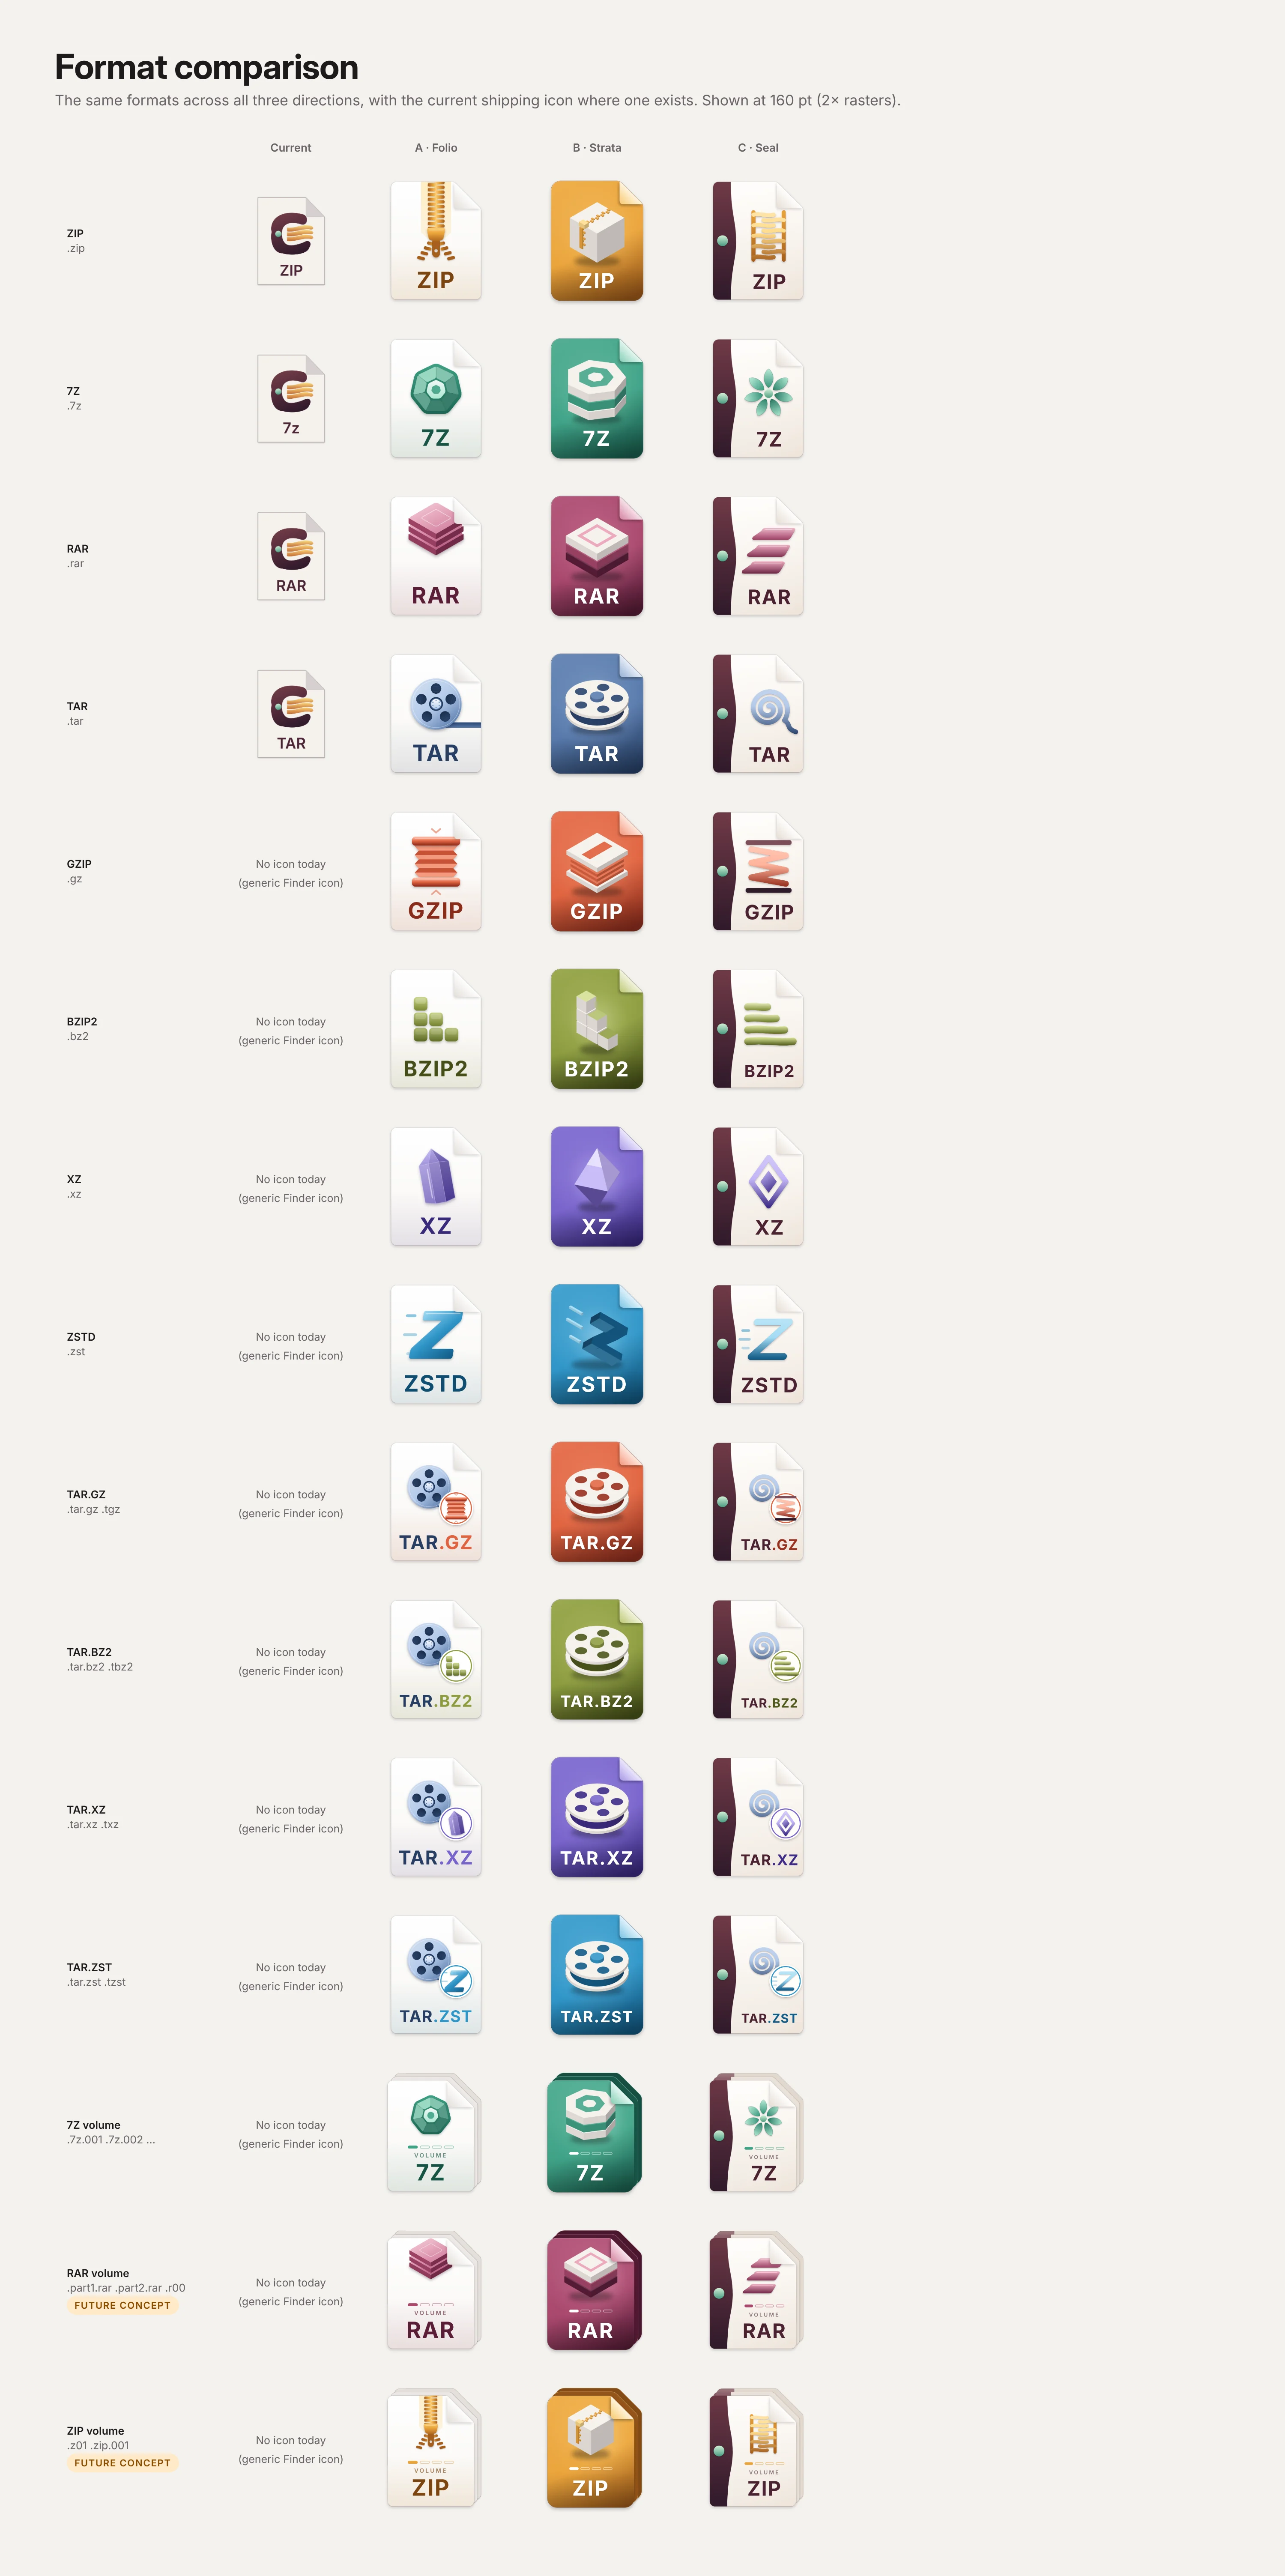 Format comparison
The same formats across all three directions, with the current shipping icon where one exists. Shown at 160 pt (2× rasters).
Current
A · Folio
B · Strata
C · Seal
ZIP
.zip
ZIP
ZIP
ZIP
ZIP
7Z
.7z
7z
7Z
7Z
7Z
RAR
.rar
RAR
RAR
RAR
RAR
TAR
.tar
TAR
TAR
TAR
TAR
GZIP
.gz
No icon today
(generic Finder icon)
GZIP
GZIP
GZIP
BZIP2
.bz2
No icon today
(generic Finder icon)
BZIP2
BZIP2
BZIP2
XZ
.xz
No icon today
(generic Finder icon)
XZ
XZ
XZ
ZSTD
.zst
No icon today
(generic Finder icon)
ZSTD
ZSTD
ZSTD
TAR.GZ
.tar.gz .tgz
No icon today
(generic Finder icon)
TAR.GZ
TAR.GZ
TAR.GZ
TAR.BZ2
.tar.bz2 .tbz2
No icon today
(generic Finder icon)
TAR.BZ2
TAR.BZ2
TAR.BZ2
TAR.XZ
.tar.xz .txz
No icon today
(generic Finder icon)
TAR.XZ
TAR.XZ
TAR.XZ
TAR.ZST
.tar.zst .tzst
No icon today
(generic Finder icon)
TAR.ZST
TAR.ZST
TAR.ZST
7Z volume
.7z.001 .7z.002 ...
No icon today
(generic Finder icon)
VOLUME
7Z
7Z
VOLUME
7Z
RAR volume
.part1.rar .part2.rar .r00
FUTURE CONCEPT
No icon today
(generic Finder icon)
VOLUME
RAR
RAR
VOLUME
RAR
ZIP volume
.z01 .zip.001
FUTURE CONCEPT
No icon today
(generic Finder icon)
VOLUME
ZIP
ZIP
VOLUME
ZIP